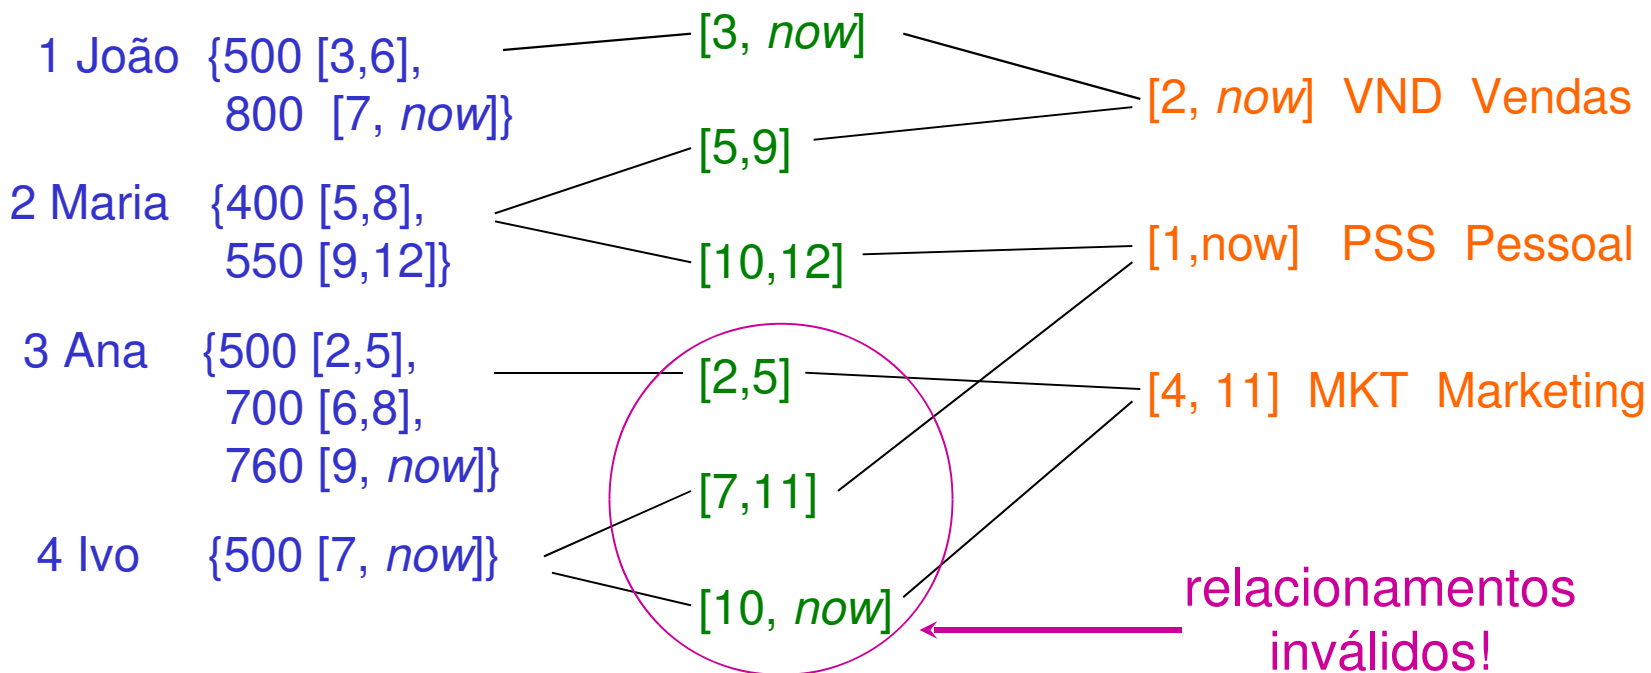 1 João {500 [3,6],
800 [7, now]}
2 Maria {400 [5,8],
550 [9,12]}
3 Ana {500 [2,5],
700 [6,8],
760 [9, now]}
4 Ivo {500 [7, now]}
[3, now]
[5,9]
[10,12]
[2,5]
[7,11]
[10, now]
[2, now] VND Vendas
[1,now] PSS Pessoal
[4, 11] MKT Marketing
relacionamentos
inválidos!